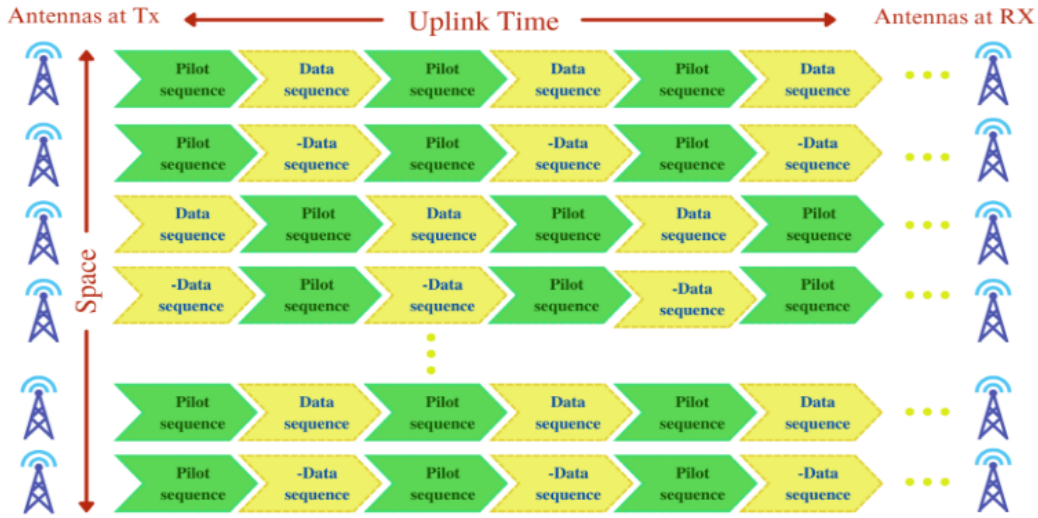 Antennas at Tx
Uplink Time
Antennas at RX
Space
Pilot sequence Data sequence Pilot sequence Data sequence Pilot sequence Data sequence
Pilot sequence -Data sequence Pilot sequence -Data sequence Pilot sequence -Data sequence
Data sequence Pilot sequence Data sequence Pilot sequence Data sequence Pilot sequence
-Data sequence Pilot sequence -Data sequence Pilot sequence -Data sequence Pilot sequence
Pilot sequence Data sequence Pilot sequence Data sequence Pilot sequence Data sequence
Pilot sequence -Data sequence Pilot sequence -Data sequence Pilot sequence -Data sequence